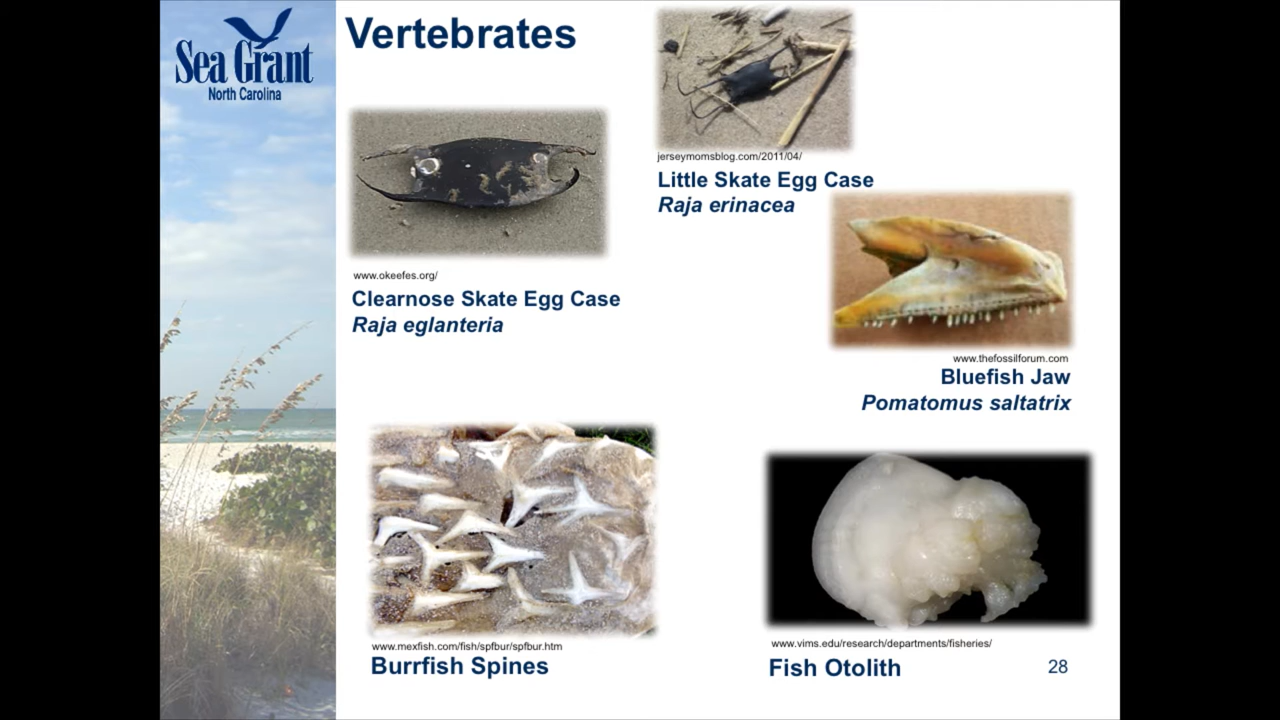 Sea Grant
North Carolina
Vertebrates
jerseymomsblog.com/2011/04/
Little Skate Egg Case
Raja erinacea
www.okeefes.org/
Clearnose Skate Egg Case
Raja eglanteria
www.thefossilforum.com
Bluefish Jaw
Pomatomus saltatrix
www.mexfish.com/fish/spfbur/spfbur.htm
Burrfish Spines
www.vims.edu/research/departments/fisheries/
Fish Otolith
28